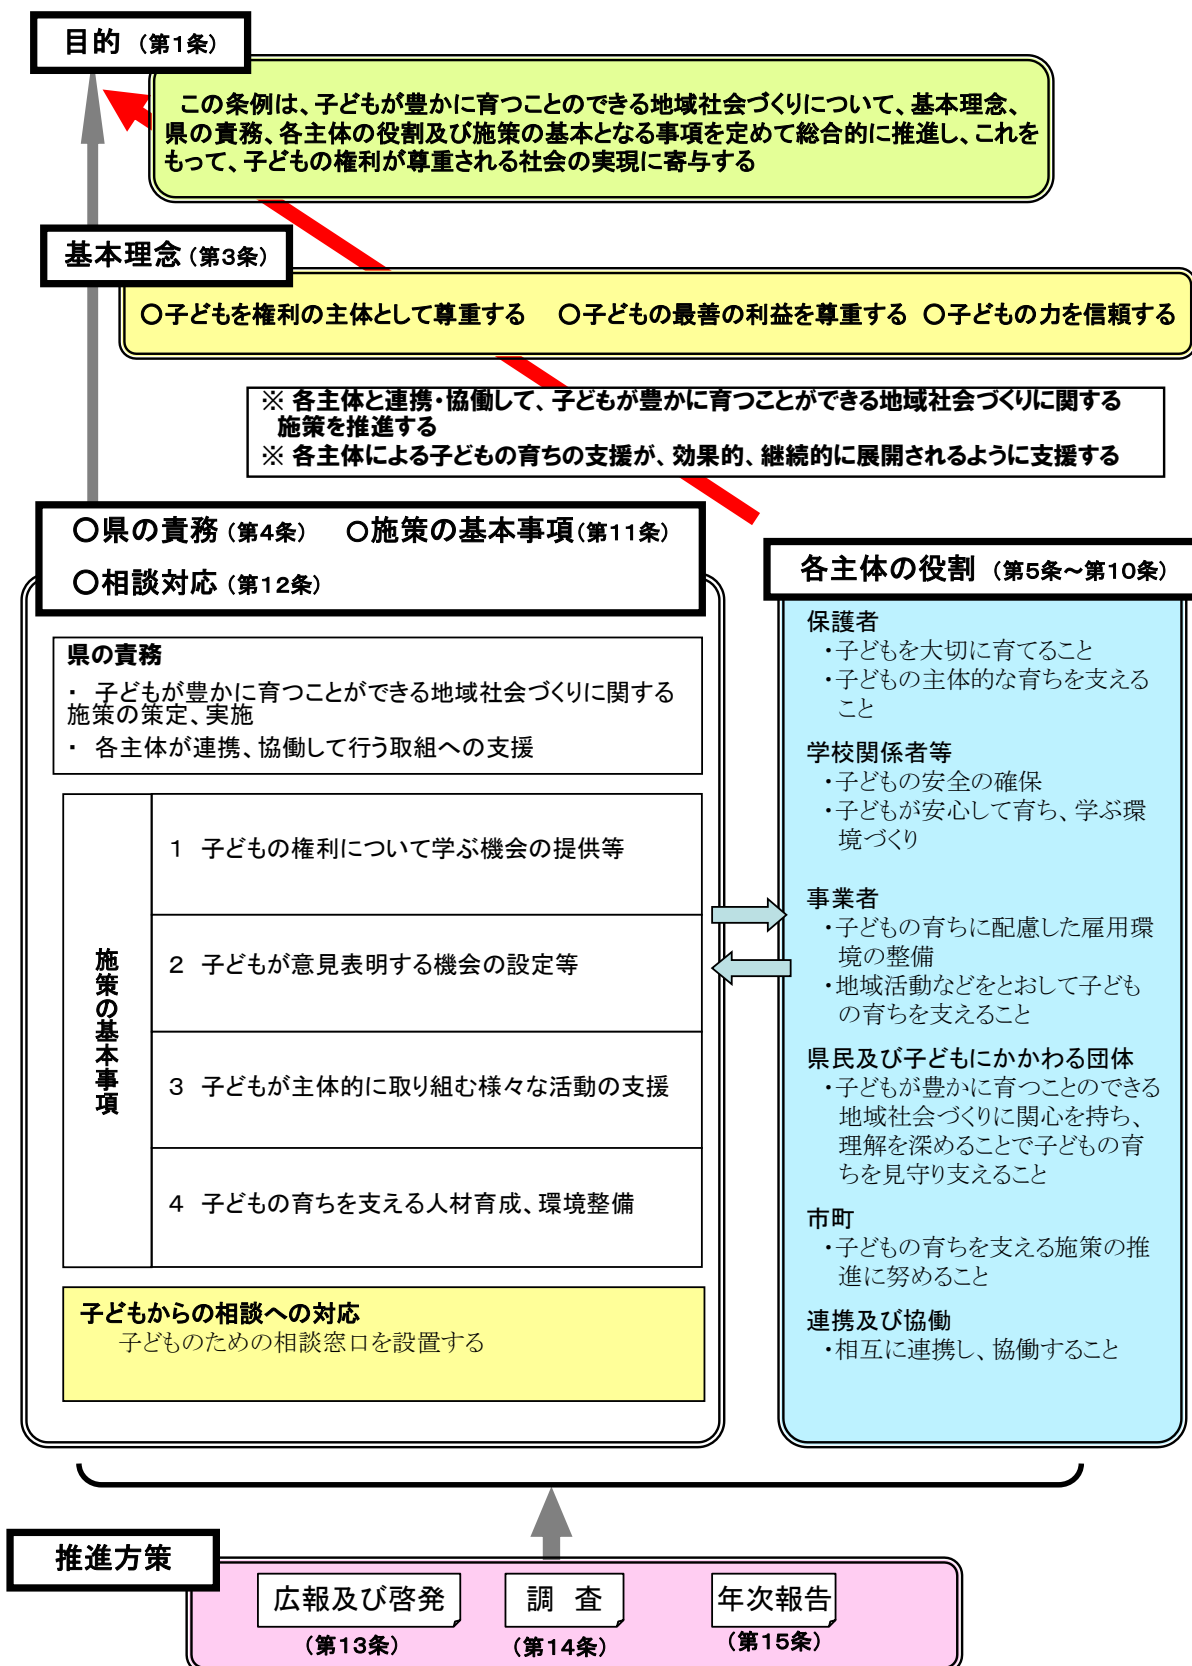 目的（第1条）
この条例は、子どもが豊かに育つことのできる地域社会づくりについて、基本理念、
県の責務、各主体の役割及び施策の基本となる事項を定めて総合的に推進し、これを
もって、子どもの権利が尊重される社会の実現に寄与する
基本理念（第3条）
○子どもを権利の主体として尊重する　○子どもの最善の利益を尊重する ○子どもの力を信頼する
※ 各主体と連携・協働して、子どもが豊かに育つことができる地域社会づくりに関する
施策を推進する
※ 各主体による子どもの育ちの支援が、効果的、継続的に展開されるように支援する
○県の責務（第4条）　○施策の基本事項（第11条）
○相談対応（第12条）
県の責務
・ 子どもが豊かに育つことができる地域社会づくりに関する
施策の策定、実施
・ 各主体が連携、協働して行う取組への支援
施策の基本事項
1　子どもの権利について学ぶ機会の提供等
2　子どもが意見表明する機会の設定等
3　子どもが主体的に取り組む様々な活動の支援
4　子どもの育ちを支える人材育成、環境整備
子どもからの相談への対応
子どものための相談窓口を設置する
各主体の役割（第5条～第10条）
保護者
・子どもを大切に育てること
・子どもの主体的な育ちを支える
こと
学校関係者等
・子どもの安全の確保
・子どもが安心して育ち、学ぶ環
境づくり
事業者
・子どもの育ちに配慮した雇用環
境の整備
・地域活動などをとおして子ども
の育ちを支えること
県民及び子どもにかかわる団体
・子どもが豊かに育つことのできる
地域社会づくりに関心を持ち、
理解を深めることで子どもの育
ちを見守り支えること
市町
・子どもの育ちを支える施策の推
進に努めること
連携及び協働
・相互に連携し、協働すること
推進方策
広報及び啓発
（第13条）
調　査
（第14条）
年次報告
（第15条）